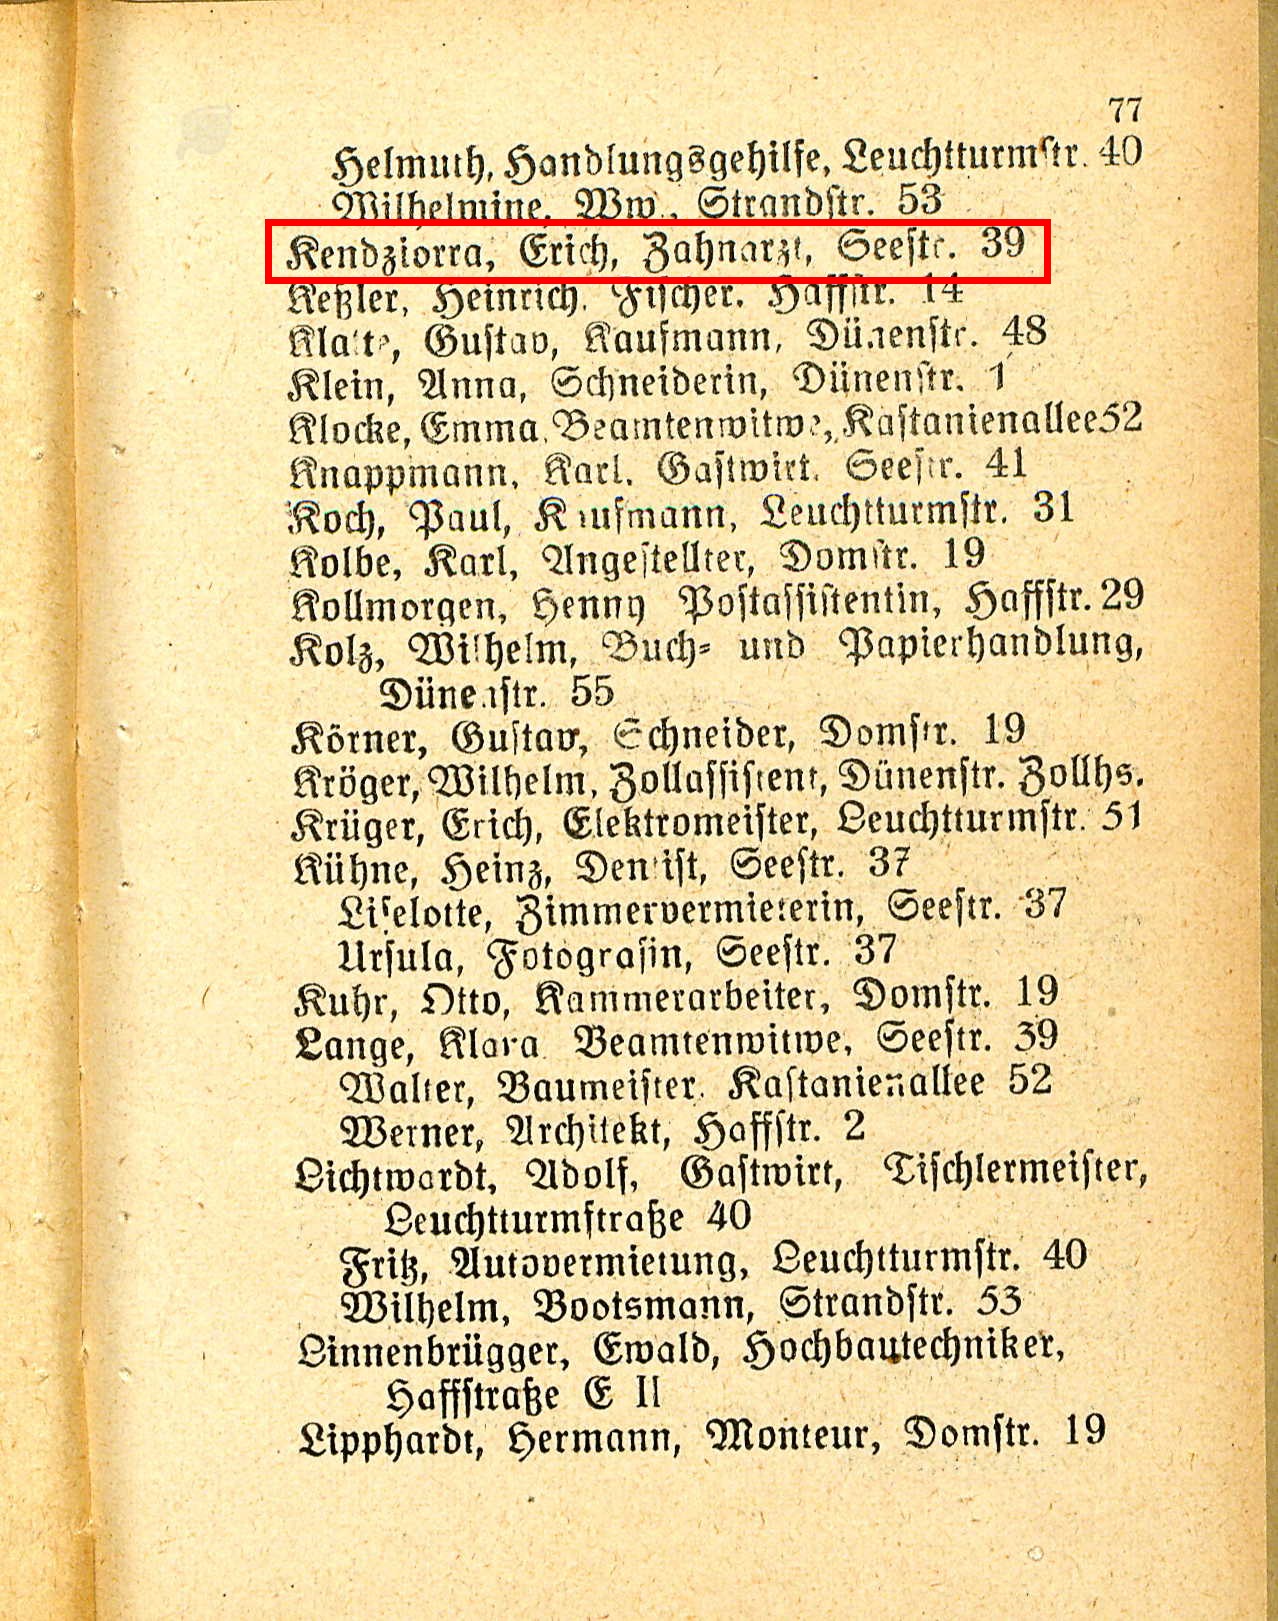 77
Helmuth, Handlungsgehilfe, Leuchtturmstr. 40
Wilhelmine, Ww., Strandstr. 53
Kendziorra, Erich, Zahnarzt, Seestr. 39
Keßler, Heinrich, Fischer, Haffstr. 14
Klatte, Gustav, Kaufmann, Dünenstr. 48
Klein, Anna, Schneiderin, Dünenstr. 1
Klocke, Emma, Beamtenwitwe, Kastanienallee 52
Knappmann, Karl, Gastwirt, Seestr. 41
Koch, Paul, Kaufmann, Leuchtturmstr. 31
Kolbe, Karl, Angestellter, Domstr. 19
Kollmorgen, Henny Postassistentin, Haffstr. 29
Kolz, Wilhelm, Buch- und Papierhandlung,
Dünenstr. 55
Körner, Gustav, Schneider, Domstr. 19
Kröger, Wilhelm, Zollassistent, Dünenstr. Zollhs.
Krüger, Erich, Elektromeister, Leuchtturmstr. 51
Kühne, Heinz, Dentist, Seestr. 37
Liselotte, Zimmervermieterin, Seestr. 37
Ursula, Fotografin, Seestr. 37
Kuhr, Otto, Kammerarbeiter, Domstr. 19
Lange, Klara Beamtenwitwe, Seestr. 39
Walter, Baumeister, Kastanienallee 52
Werner, Architekt, Haffstr. 2
Lichtwardt, Adolf, Gastwirt, Tischlermeister,
Leuchtturmstraße 40
Fritz, Autovermietung, Leuchtturmstr. 40
Wilhelm, Bootsmann, Strandstr. 53
Linnenbrügger, Ewald, Hochbautechniker,
Haffstraße E II
Lipphardt, Hermann, Monteur, Domstr. 19